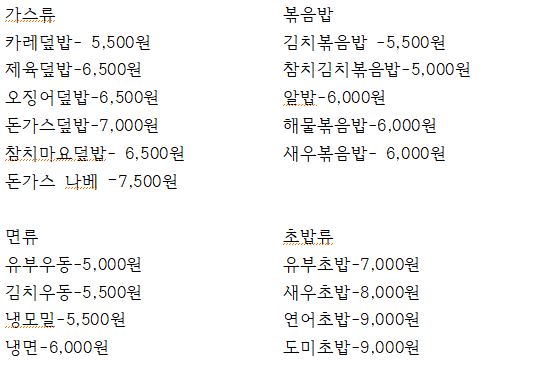 가스류
카레덮밥- 5,500원
제육덮밥-6,500원
오징어덮밥-6,500원
돈가스덮밥-7,000원
참치마요덮밥- 6,500원
돈가스 나베 -7,500원
볶음밥
김치볶음밥 -5,500원
참치김치볶음밥-5,000원
알밥-6,000원
해물볶음밥-6,000원
새우볶음밥- 6,000원
면류
유부우동-5,000원
김치우동-5,500원
냉모밀-5,500원
냉면-6,000원
초밥류
유부초밥-7,000원
새우초밥-8,000원
연어초밥-9,000원
도미초밥-9,000원